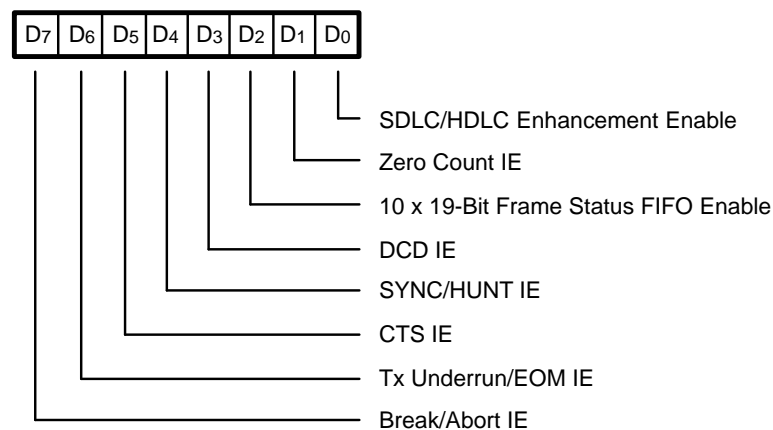 D7 D6 D5 D4 D3 D2 D1 D0
SDLC/HDLC Enhancement Enable
Zero Count IE
10 x 19-Bit Frame Status FIFO Enable
DCD IE
SYNC/HUNT IE
CTS IE
Tx Underrun/EOM IE
Break/Abort IE